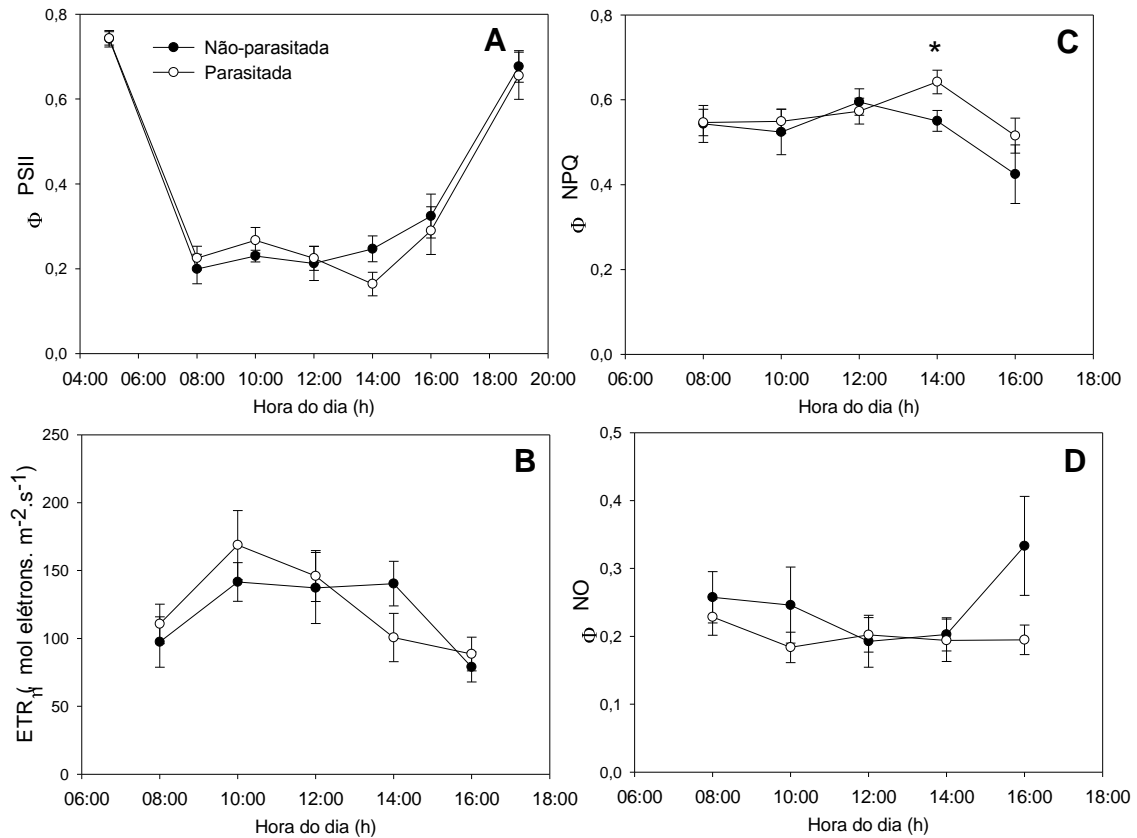 Não-parasitada
Parasitada
A
Φ PSII
0,8
0,6
0,4
0,2
0,0
04:00 06:00 08:00 10:00 12:00 14:00 16:00 18:00 20:00
Hora do dia (h)
C
*
Φ NPQ
0,8
0,6
0,4
0,2
0,0
06:00 08:00 10:00 12:00 14:00 16:00 18:00
Hora do dia (h)
B
mol elétrons. m⁻².s⁻¹)
250
200
150
100
50
0
06:00 08:00 10:00 12:00 14:00 16:00 18:00
Hora do dia (h)
D
Φ NO
0,5
0,4
0,3
0,2
0,1
0,0
06:00 08:00 10:00 12:00 14:00 16:00 18:00
Hora do dia (h)